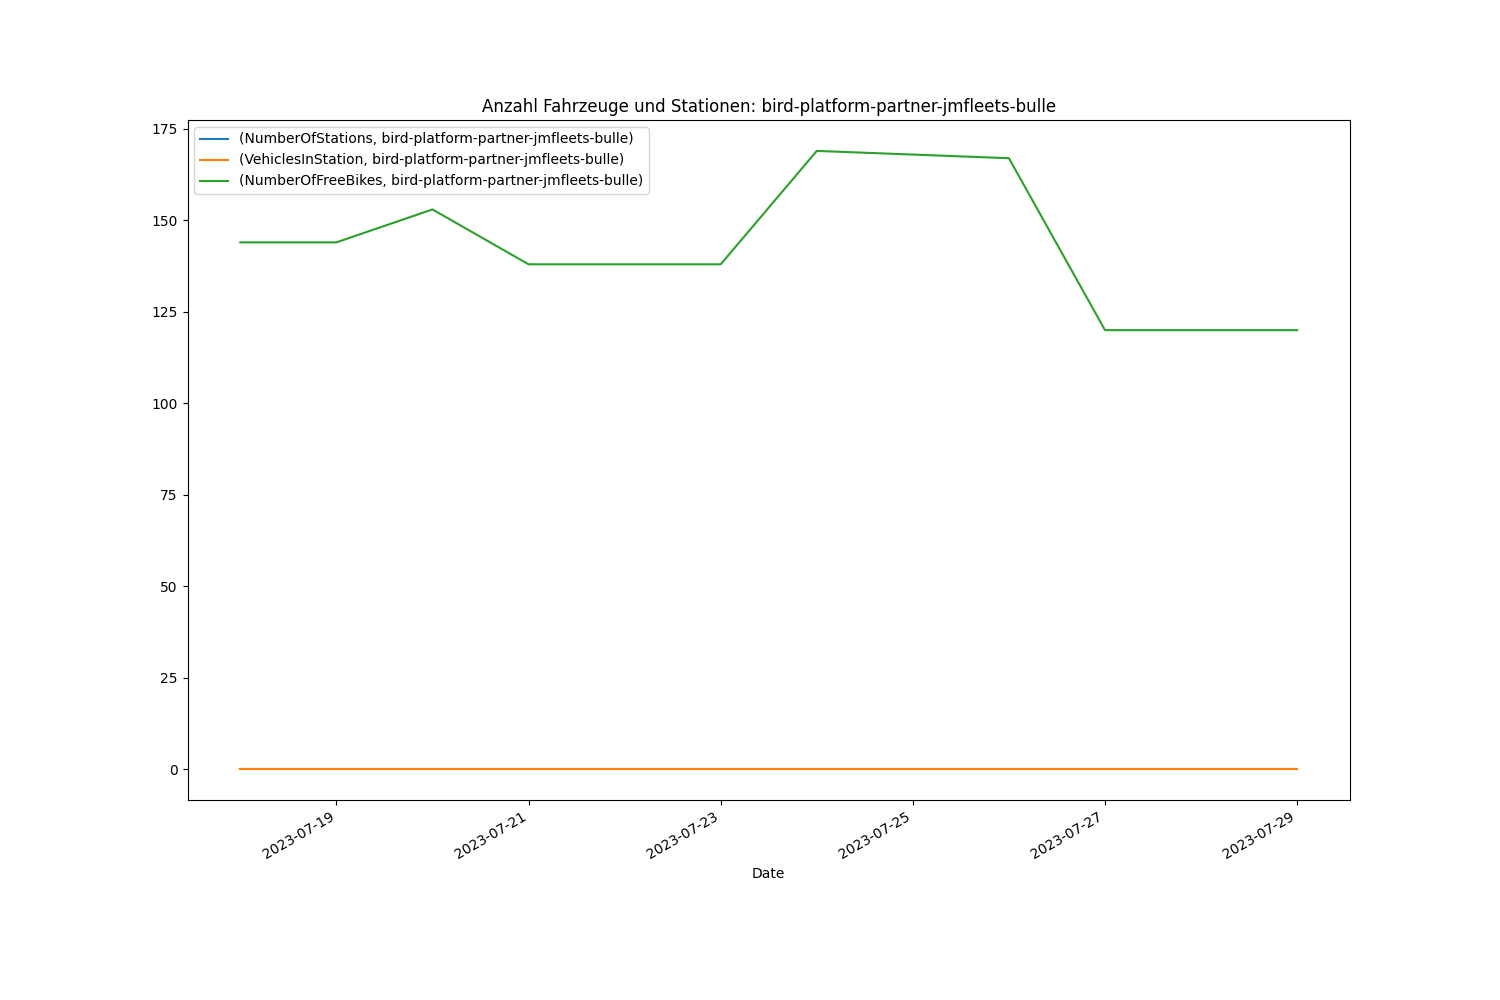 Anzahl Fahrzeuge und Stationen: bird-platform-partner-jmfleets-bulle
(NumberOfStations, bird-platform-partner-jmfleets-bulle)
(VehiclesInStation, bird-platform-partner-jmfleets-bulle)
(NumberOfFreeBikes, bird-platform-partner-jmfleets-bulle)
175
150
125
100
75
50
25
0
2023-07-19
2023-07-21
2023-07-23
2023-07-25
2023-07-27
2023-07-29
Date